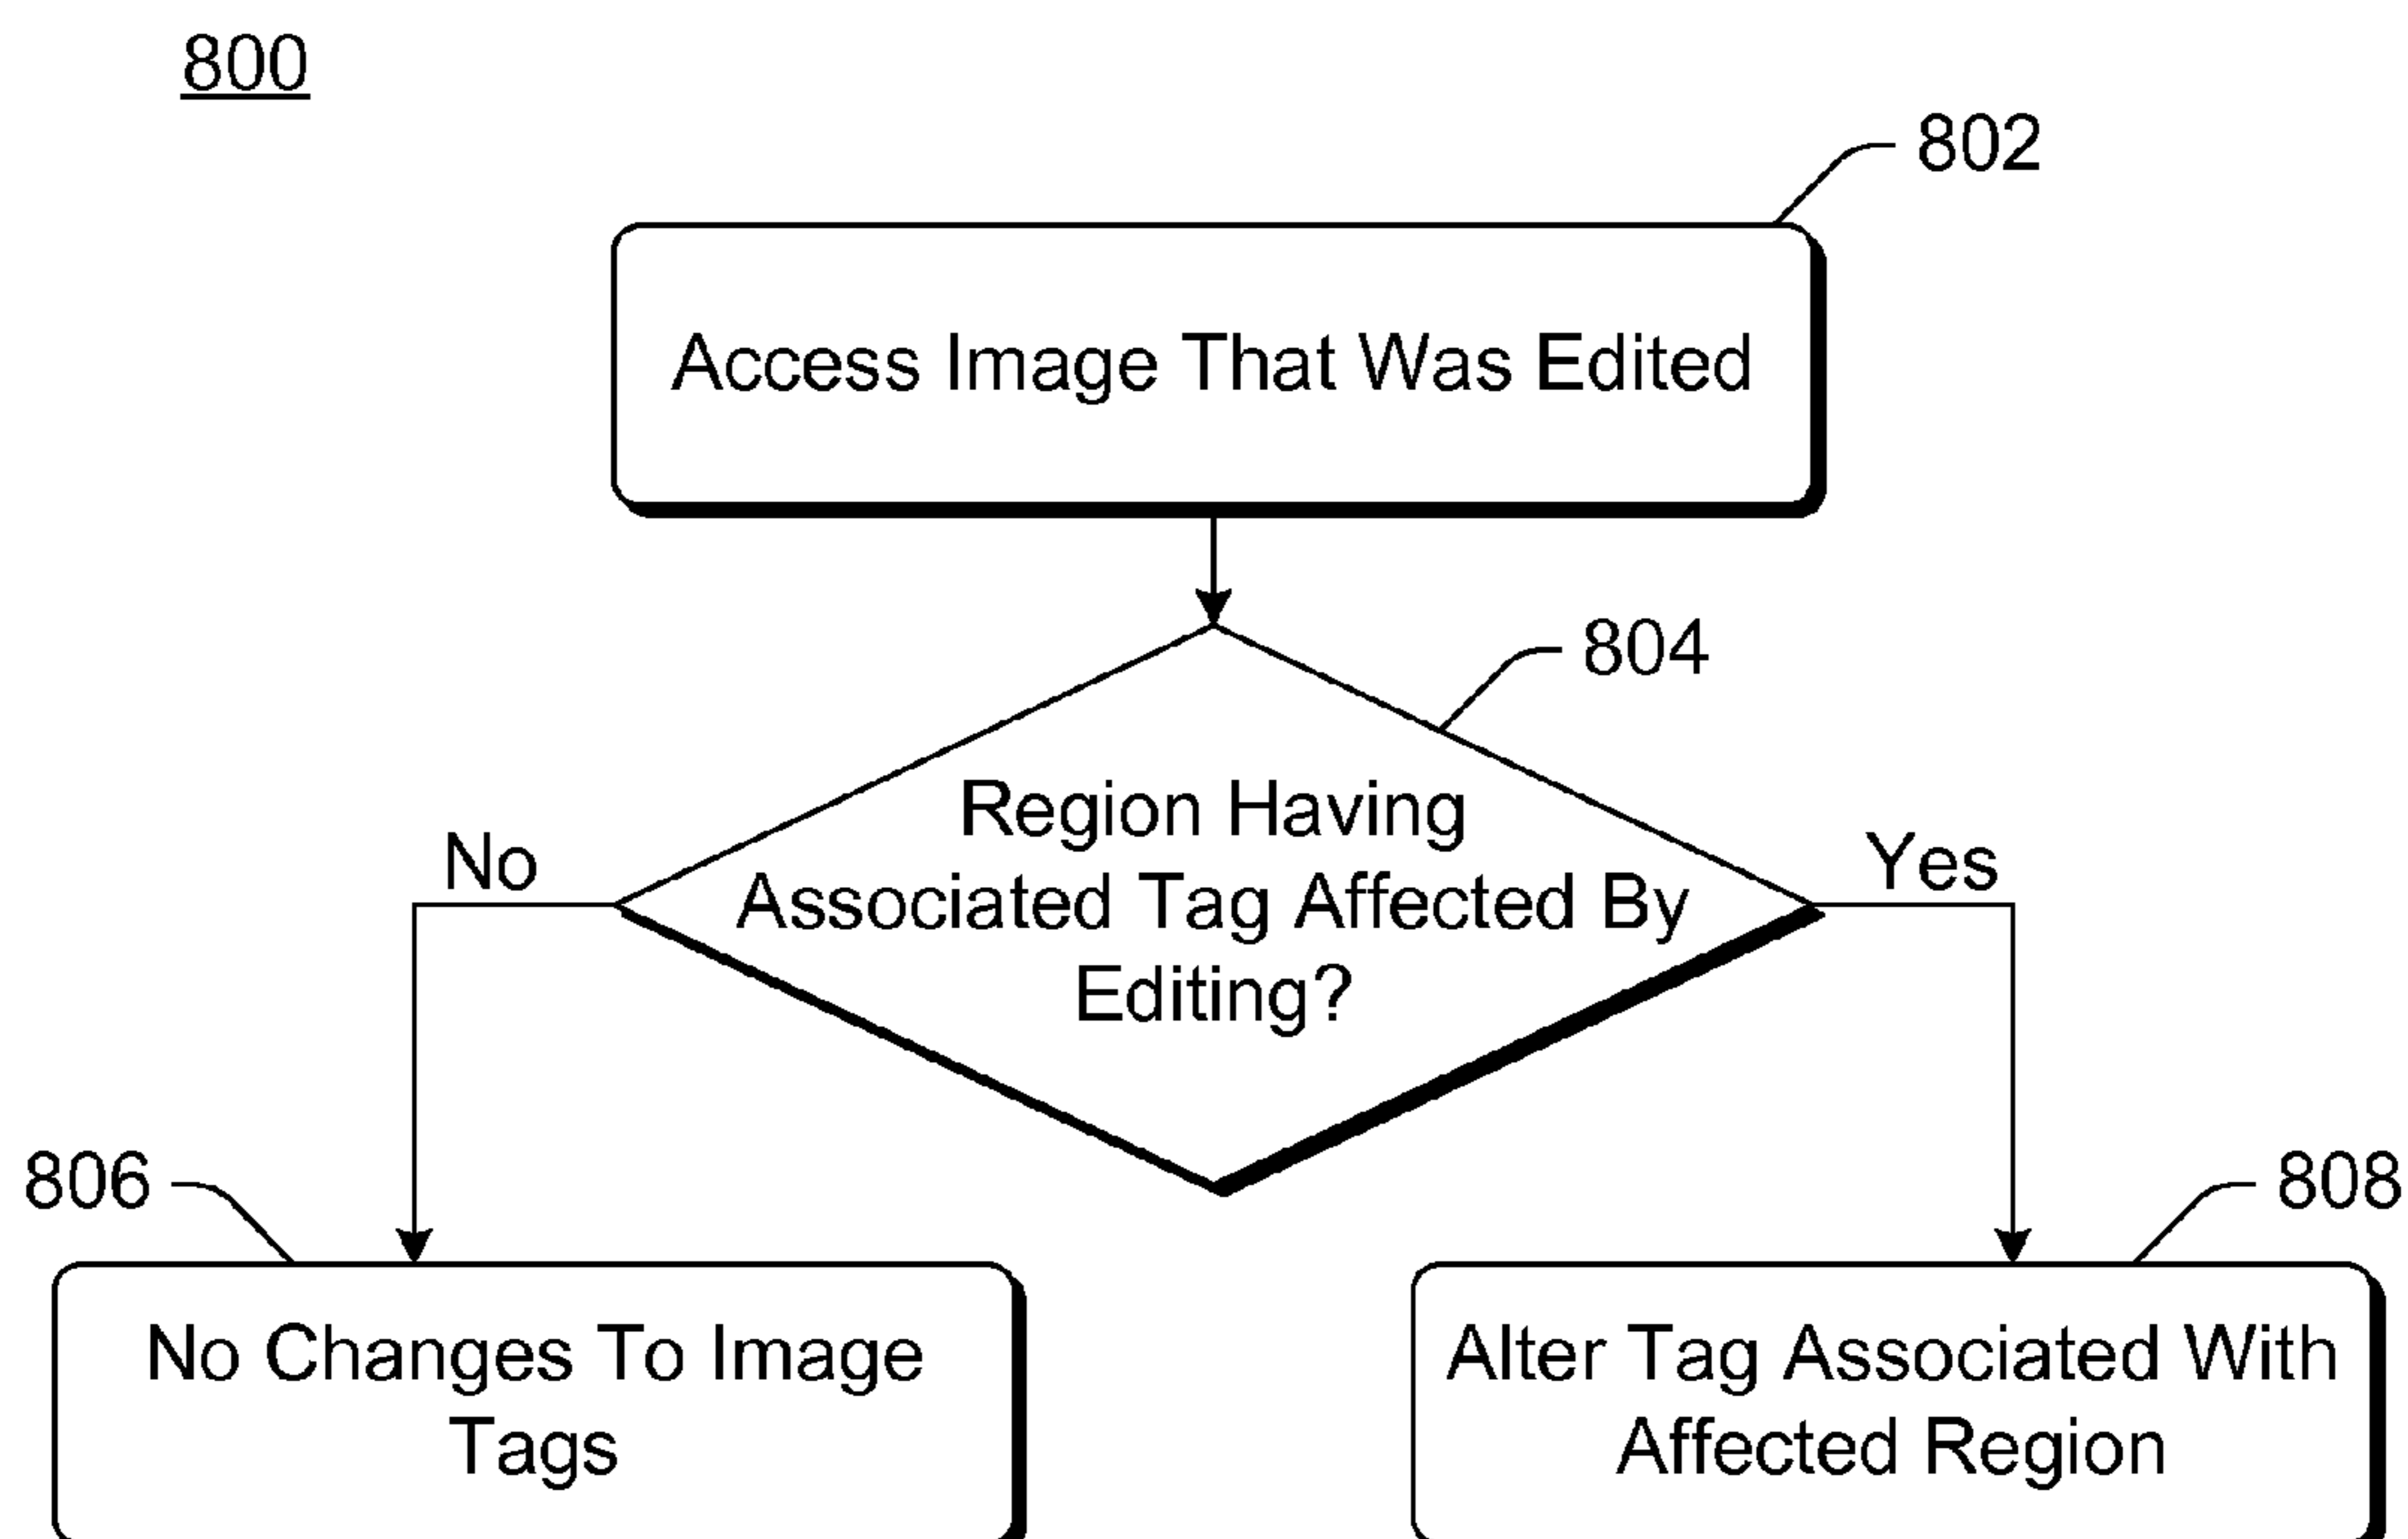 800
802
Access Image That Was Edited
804
Region Having
Associated Tag Affected By
Editing?
No
Yes
806
808
No Changes To Image
Tags
Alter Tag Associated With
Affected Region